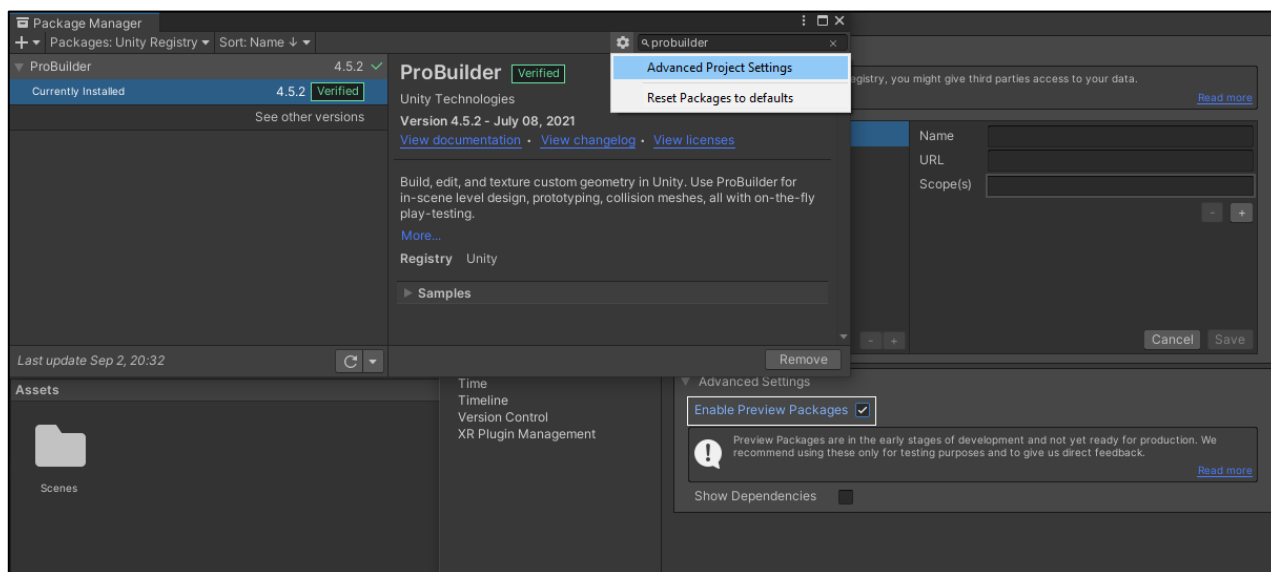 Package Manager
Packages: Unity Registry Sort: Name ↓ probuilder
Advanced Project Settings
Reset Packages to defaults
ProBuilder 4.5.2 ✓
Currently Installed 4.5.2 Verified
See other versions
ProBuilder Verified
Unity Technologies
Version 4.5.2 - July 08, 2021
View documentation • View changelog • View licenses
Build, edit, and texture custom geometry in Unity. Use ProBuilder for
in-scene level design, prototyping, collision meshes, all with on-the-fly
play-testing.
More...
Registry Unity
Samples
Last update Sep 2, 20:32
Remove
egistry, you might give third parties access to your data.
Read more
Name
URL
Scope(s)
- +
- +
Cancel Save
Assets
Scenes
Time
Timeline
Version Control
XR Plugin Management
Advanced Settings
Enable Preview Packages
Preview Packages are in the early stages of development and not yet ready for production. We
recommend using these only for testing purposes and to give us direct feedback.
Read more
Show Dependencies